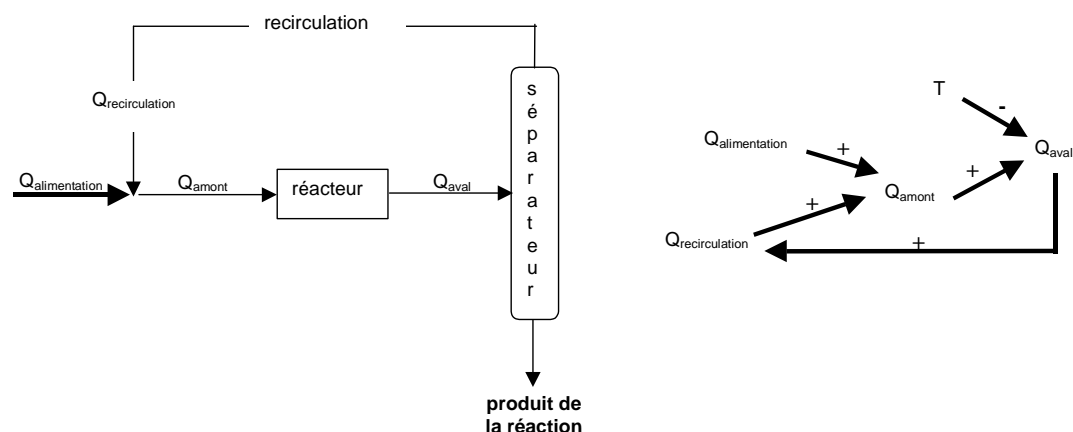 recirculation
Qrecirculation
Qalimentation
Qamont
réacteur
Qaval
séparateur
produit de
la réaction
T
-
Qalimentation
+
Qaval
+
Qamont
+
Qrecirculation
+